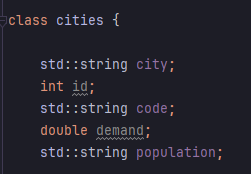 class cities {
std::string city;
int id;
std::string code;
double demand;
std::string population;